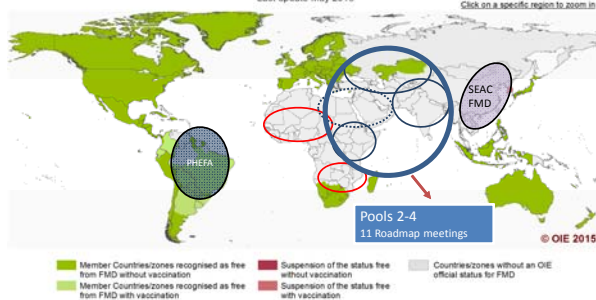 Click on a specific region to zoom in
SEAC
FMD
PHEFA
Pools 2-4
11 Roadmap meetings
© OIE 2015
Member Countries/zones recognised as free
from FMD without vaccination
Member Countries/zones recognised as free
from FMD with vaccination
Suspension of the status free
without vaccination
Suspension of the status free
with vaccination
Countries/zones without an OIE
official status for FMD